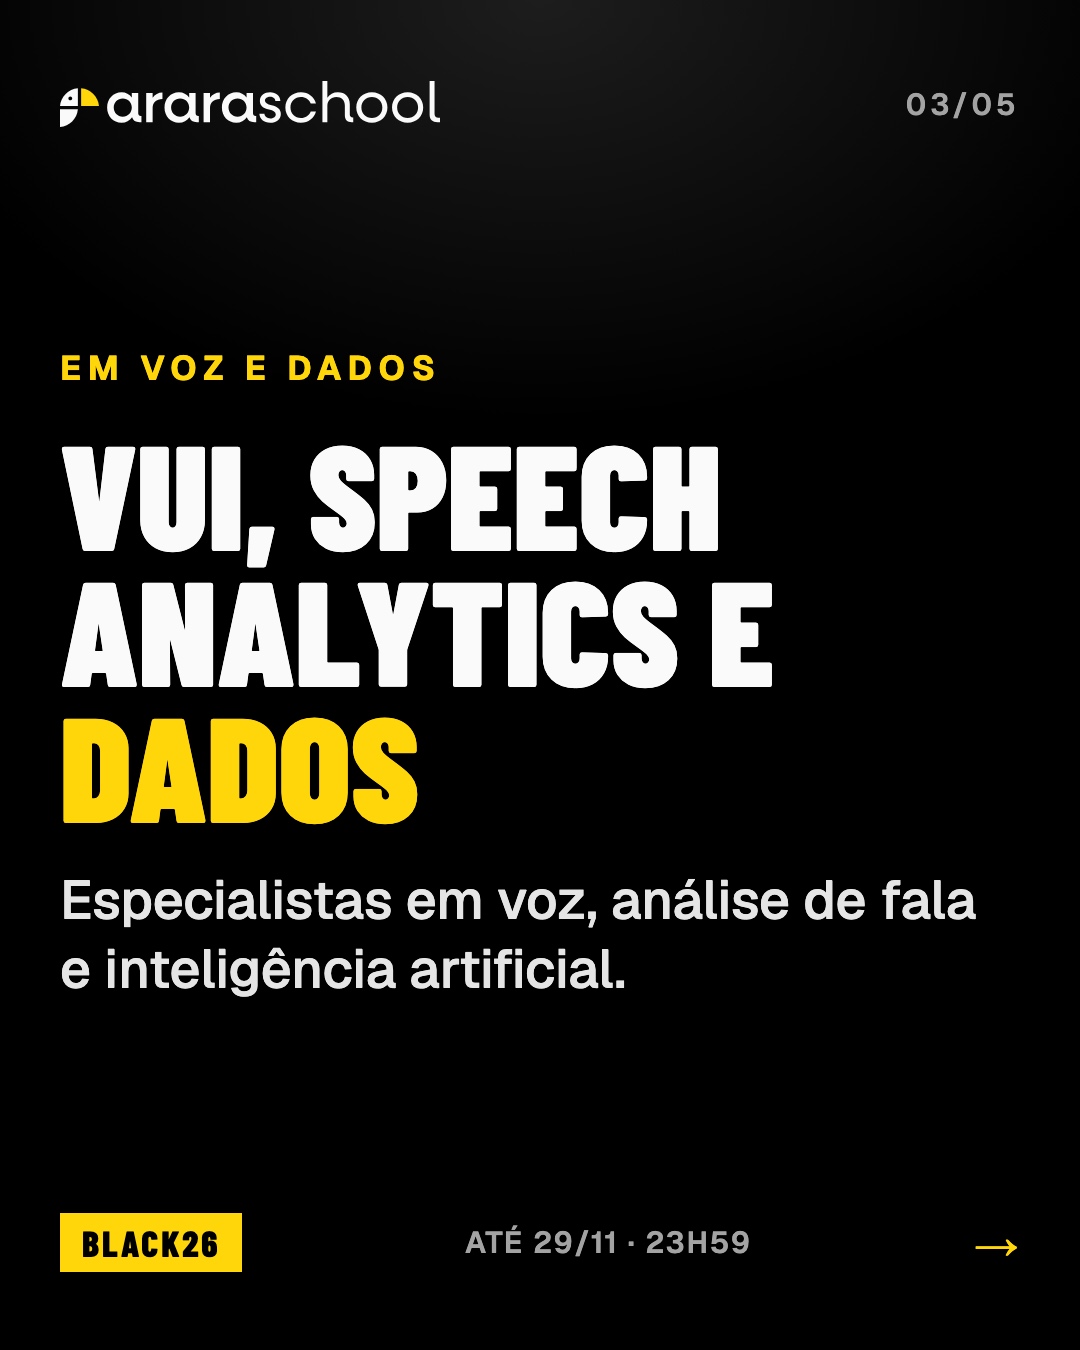 araraschool
03/05
EM VOZ E DADOS
VUI, SPEECH
ANALYTICS E
DADOS
Especialistas em voz, análise de fala
e inteligência artificial.
BLACK26
ATÉ 29/11 · 23H59
→